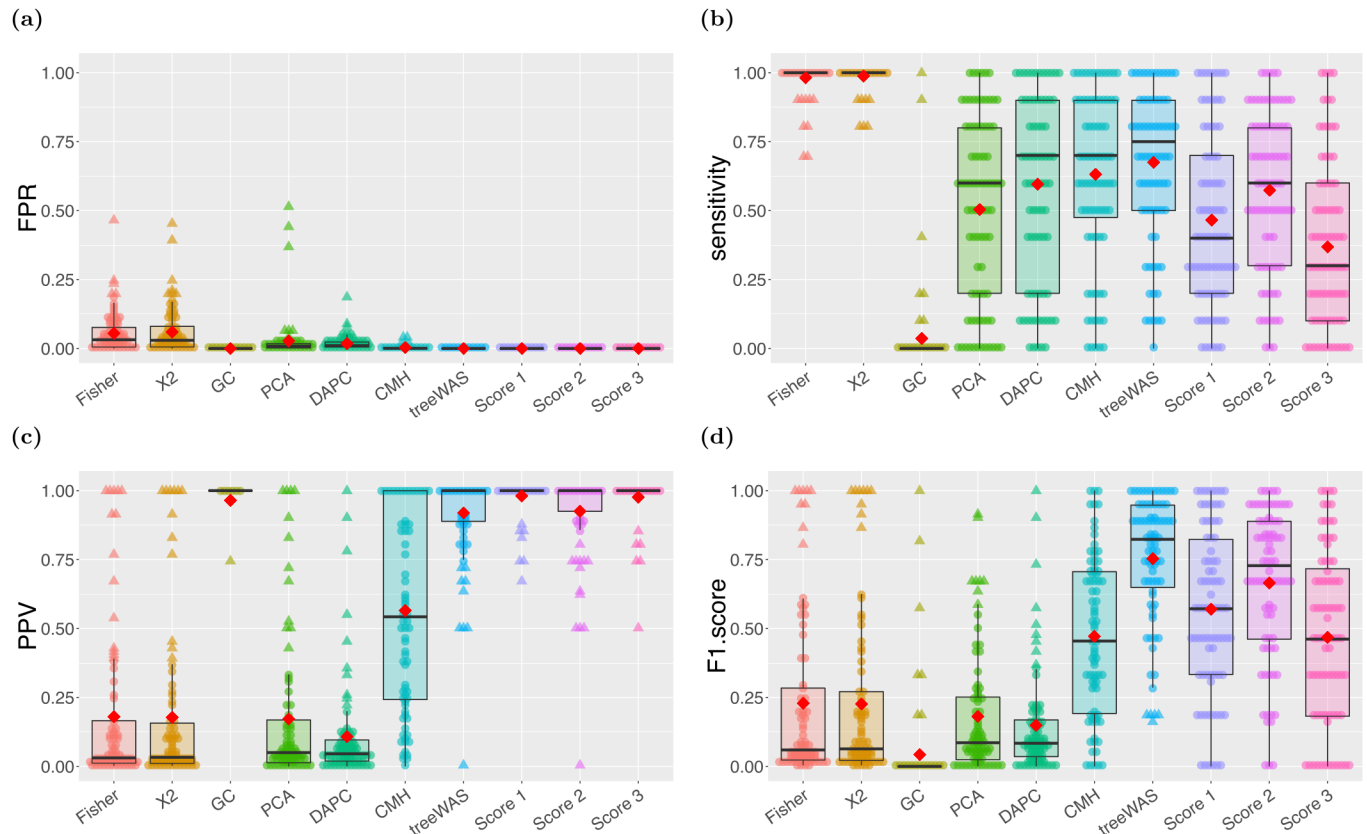 (a)
FPR
1.00
0.75
0.50
0.25
0.00
Fisher
X2
GC
PCA
DAPC
CMH
treeWAS
Score 1
Score 2
Score 3
(b)
sensitivity
1.00
0.75
0.50
0.25
0.00
Fisher
X2
GC
PCA
DAPC
CMH
treeWAS
Score 1
Score 2
Score 3
(c)
PPV
1.00
0.75
0.50
0.25
0.00
Fisher
X2
GC
PCA
DAPC
CMH
treeWAS
Score 1
Score 2
Score 3
(d)
F1.score
1.00
0.75
0.50
0.25
0.00
Fisher
X2
GC
PCA
DAPC
CMH
treeWAS
Score 1
Score 2
Score 3